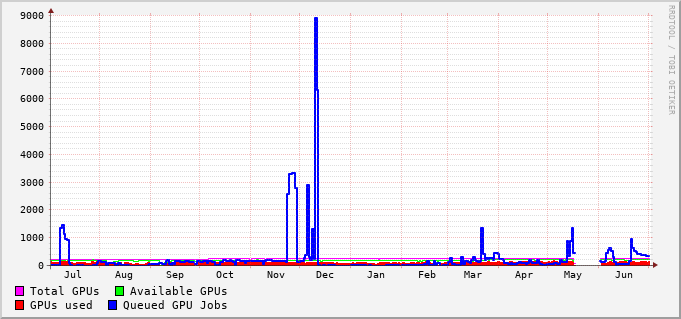 RRDTOOL / TOBI OETIKER
9000
8000
7000
6000
5000
4000
3000
2000
1000
0
Jul Aug Sep Oct Nov Dec Jan Feb Mar Apr May Jun
Total GPUs Available GPUs
GPUs used Queued GPU Jobs